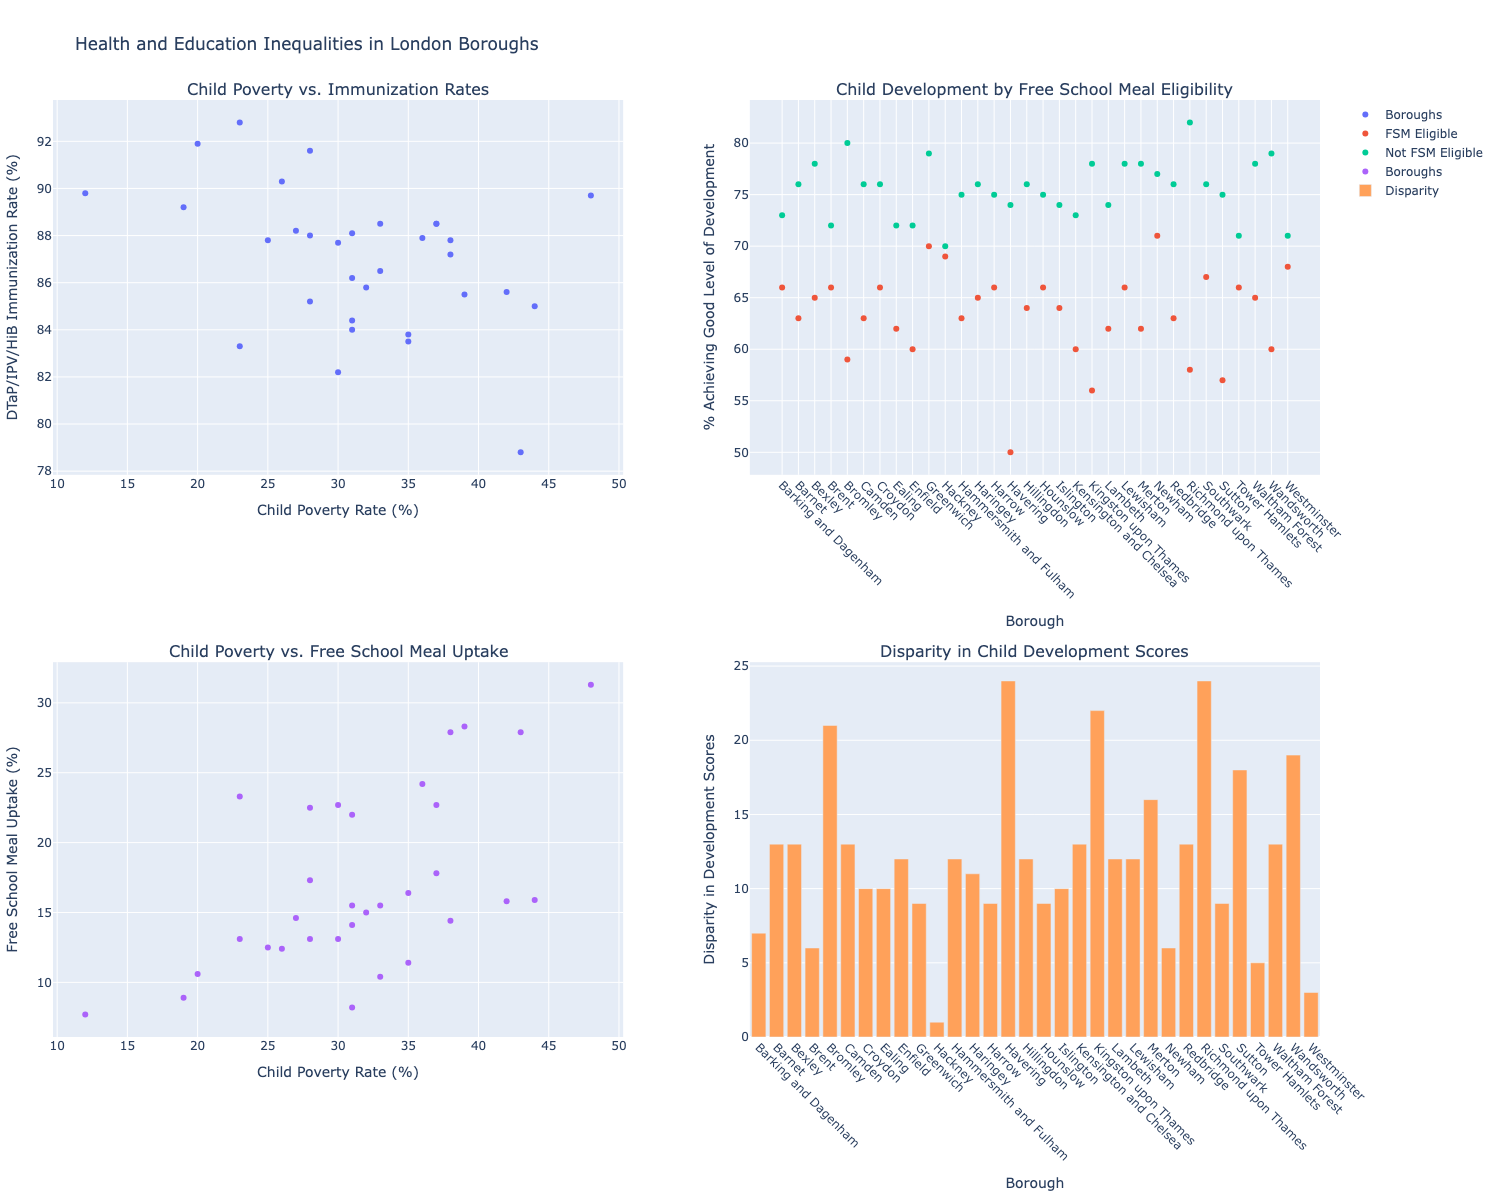 Health and Education Inequalities in London Boroughs
Child Poverty vs. Immunization Rates
DTaP/IPV/HiB Immunization Rate (%)
92
90
88
86
84
82
80
78
10 15 20 25 30 35 40 45 50
Child Poverty Rate (%)
Child Development by Free School Meal Eligibility
% Achieving Good Level of Development
80
75
70
65
60
55
50
Barking and Dagenham
Barnet
Bexley
Brent
Bromley
Camden
Croydon
Ealing
Enfield
Greenwich
Hackney
Hammersmith and Fulham
Haringey
Harrow
Havering
Hillingdon
Hounslow
Islington
Kensington and Chelsea
Kingston upon Thames
Lambeth
Lewisham
Merton
Newham
Redbridge
Richmond upon Thames
Southwark
Sutton
Tower Hamlets
Waltham Forest
Wandsworth
Westminster
Borough
Boroughs
FSM Eligible
Not FSM Eligible
Boroughs
Disparity
Child Poverty vs. Free School Meal Uptake
Free School Meal Uptake (%)
30
25
20
15
10
10 15 20 25 30 35 40 45 50
Child Poverty Rate (%)
Disparity in Child Development Scores
Disparity in Development Scores
25
20
15
10
5
0
Barking and Dagenham
Barnet
Bexley
Brent
Bromley
Camden
Croydon
Ealing
Enfield
Greenwich
Hackney
Hammersmith and Fulham
Haringey
Harrow
Havering
Hillingdon
Hounslow
Islington
Kensington and Chelsea
Kingston upon Thames
Lambeth
Lewisham
Merton
Newham
Redbridge
Richmond upon Thames
Southwark
Sutton
Tower Hamlets
Waltham Forest
Wandsworth
Westminster
Borough